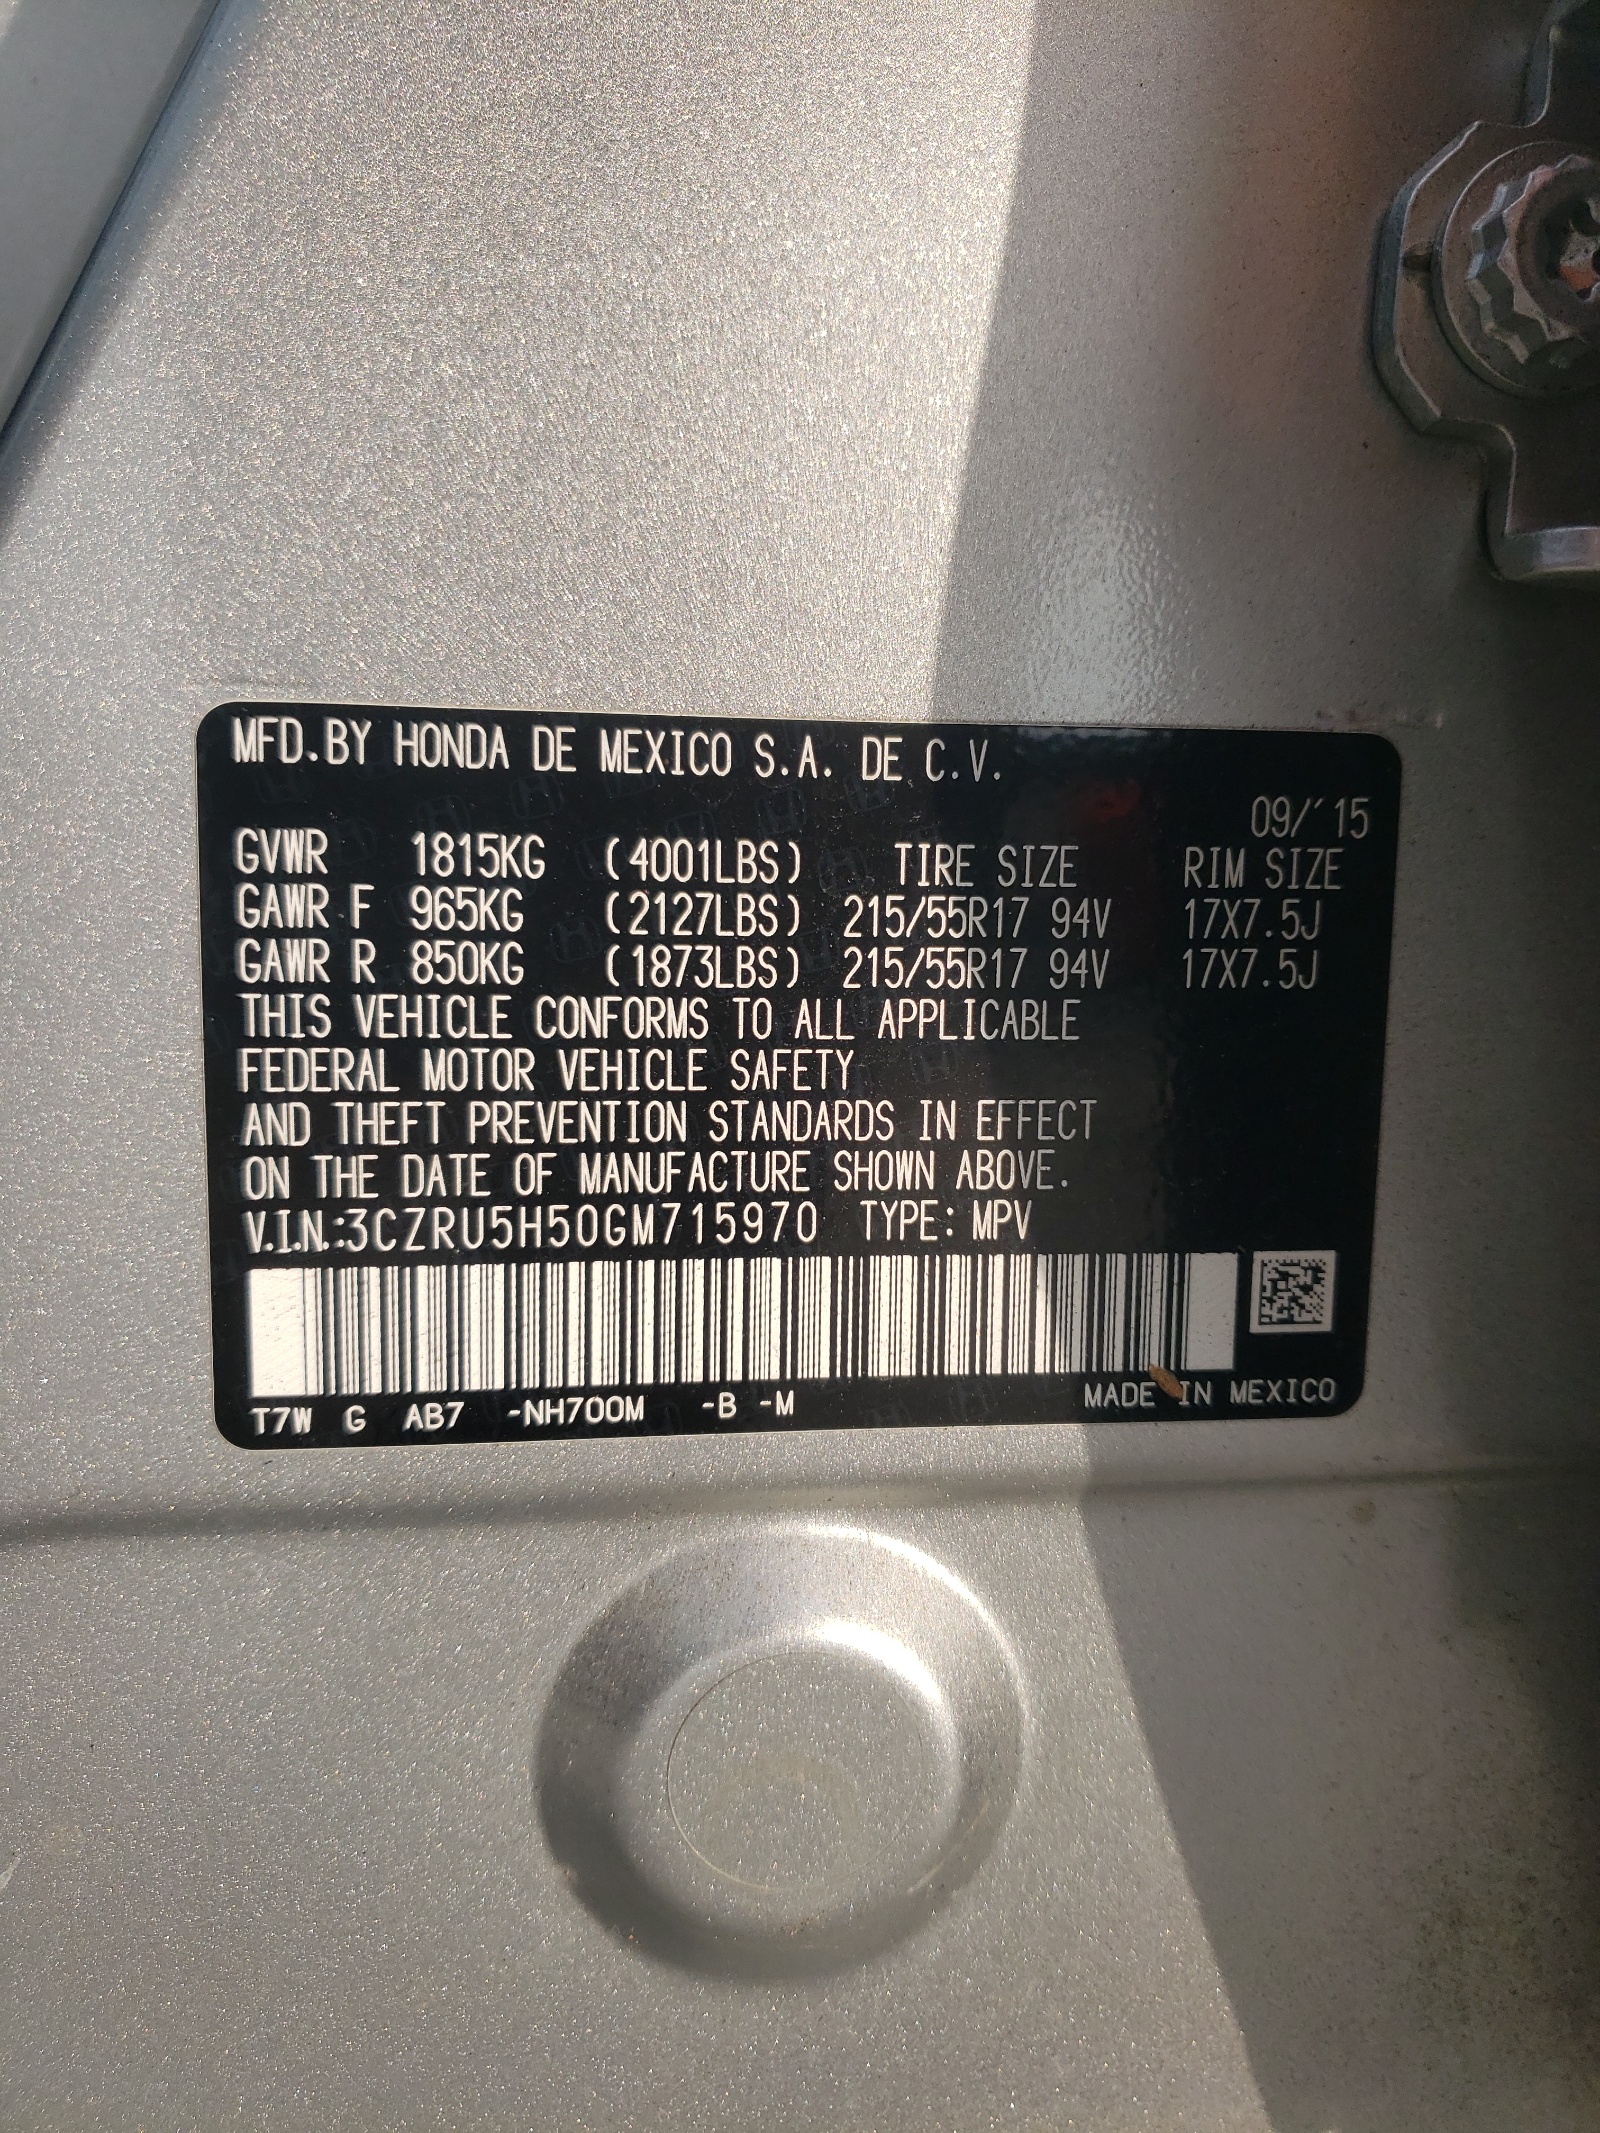 MFD.BY HONDA DE MEXICO S.A. DE C.V.
09/´15
GVWR 1815KG (4001LBS) TIRE SIZE RIM SIZE
GAWR F 965KG (2127LBS) 215/55R17 94V 17X7.5J
GAWR R 850KG (1873LBS) 215/55R17 94V 17X7.5J
THIS VEHICLE CONFORMS TO ALL APPLICABLE
FEDERAL MOTOR VEHICLE SAFETY
AND THEFT PREVENTION STANDARDS IN EFFECT
ON THE DATE OF MANUFACTURE SHOWN ABOVE.
V.I.N.:3CZRU5H50GM715970 TYPE: MPV
T7W G AB7 -NH700M -B -M MADE IN MEXICO